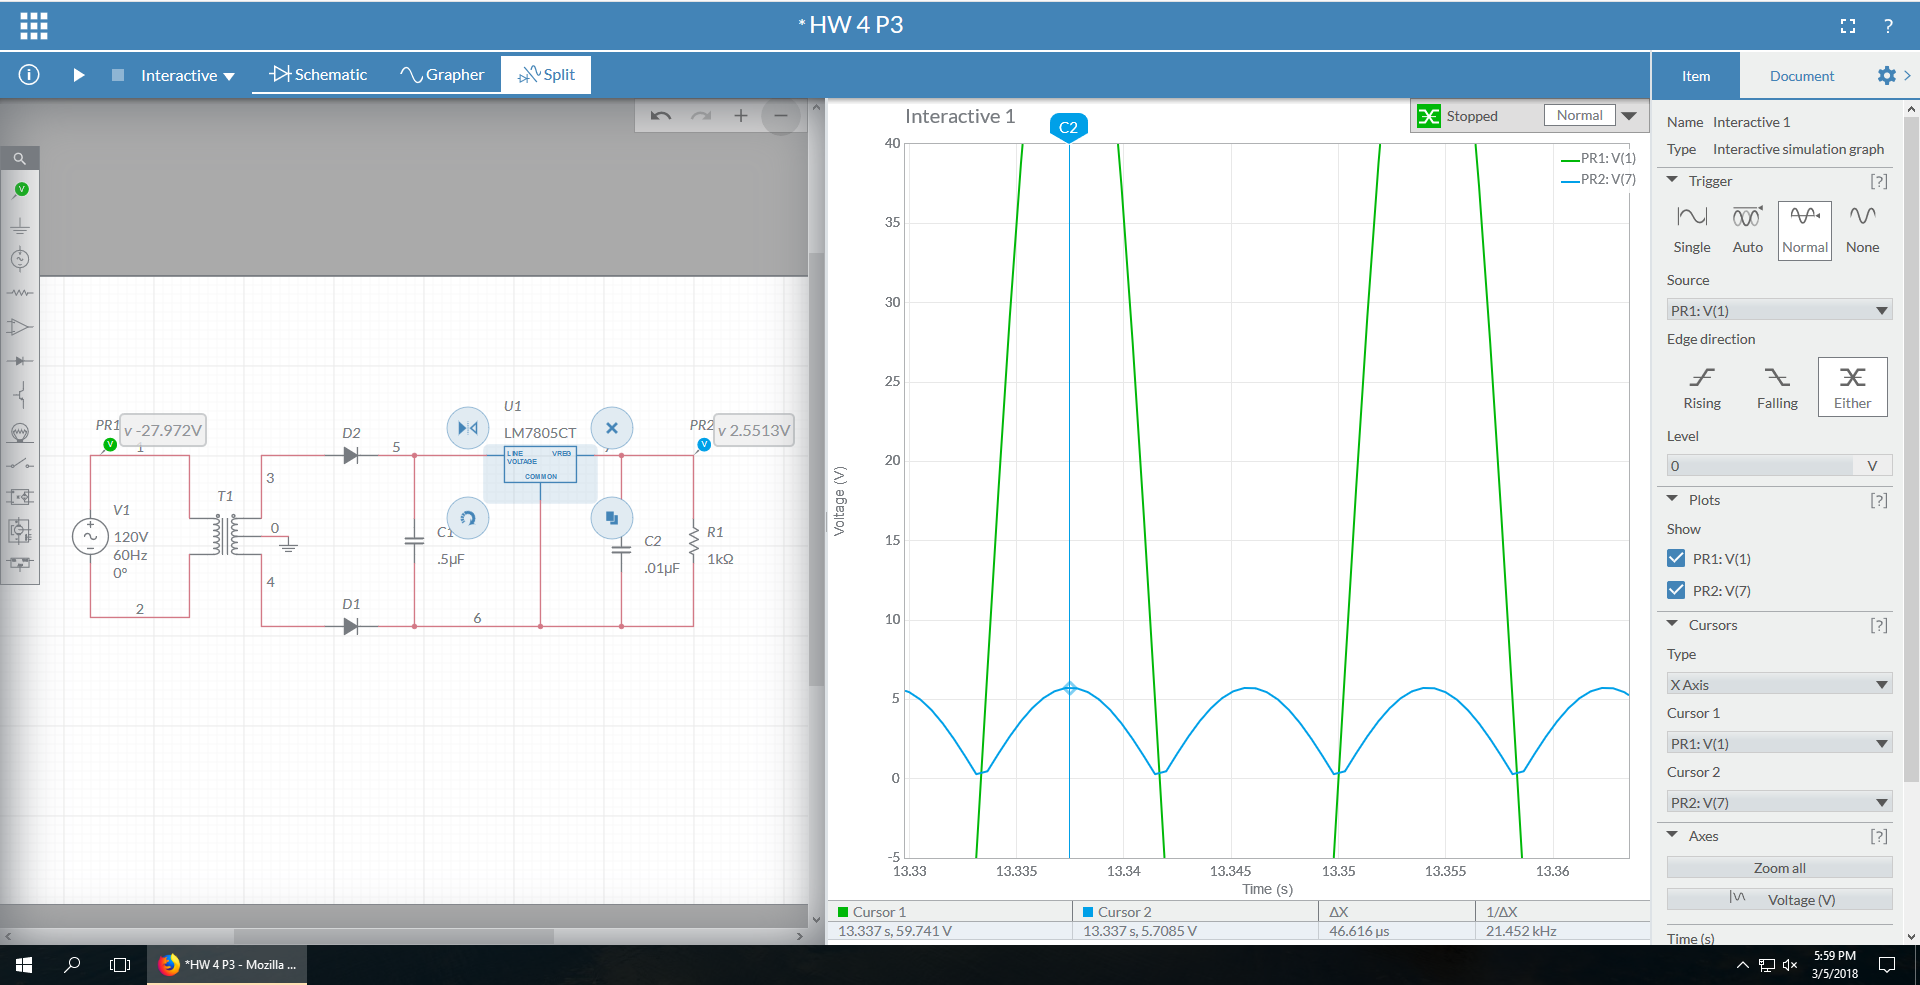 * HW 4 P3
?
Interactive
Schematic
Grapher
Split
Item
Document
Interactive 1
C2
Stopped
Normal
PR1: V(1)
PR2: V(7)
40
35
30
25
20
15
10
5
0
-5
Voltage (V)
13.33
13.335
13.34
13.345
13.35
13.355
13.36
Time (s)
Cursor 1
Cursor 2
ΔX
1/ΔX
13.337 s, 59.741 V
13.337 s, 5.7085 V
46.616 µs
21.452 kHz
V
PR1
V -27.972V
V
1
V1
120V
60Hz
0°
2
T1
3
0
4
D2
5
D1
6
U1
LM7805CT
LINE
VOLTAGE
VREG
COMMON
C1
.5µF
C2
.01µF
PR2
V 2.5513V
V
R1
1kΩ
Name Interactive 1
Type Interactive simulation graph
Trigger [?]
Single Auto Normal None
Source
PR1: V(1)
Edge direction
Rising Falling Either
Level
0 V
Plots [?]
Show
PR1: V(1)
PR2: V(7)
Cursors [?]
Type
X Axis
Cursor 1
PR1: V(1)
Cursor 2
PR2: V(7)
Axes [?]
Zoom all
Voltage (V)
Time (s)
*HW 4 P3 - Mozilla ...
5:59 PM
3/5/2018